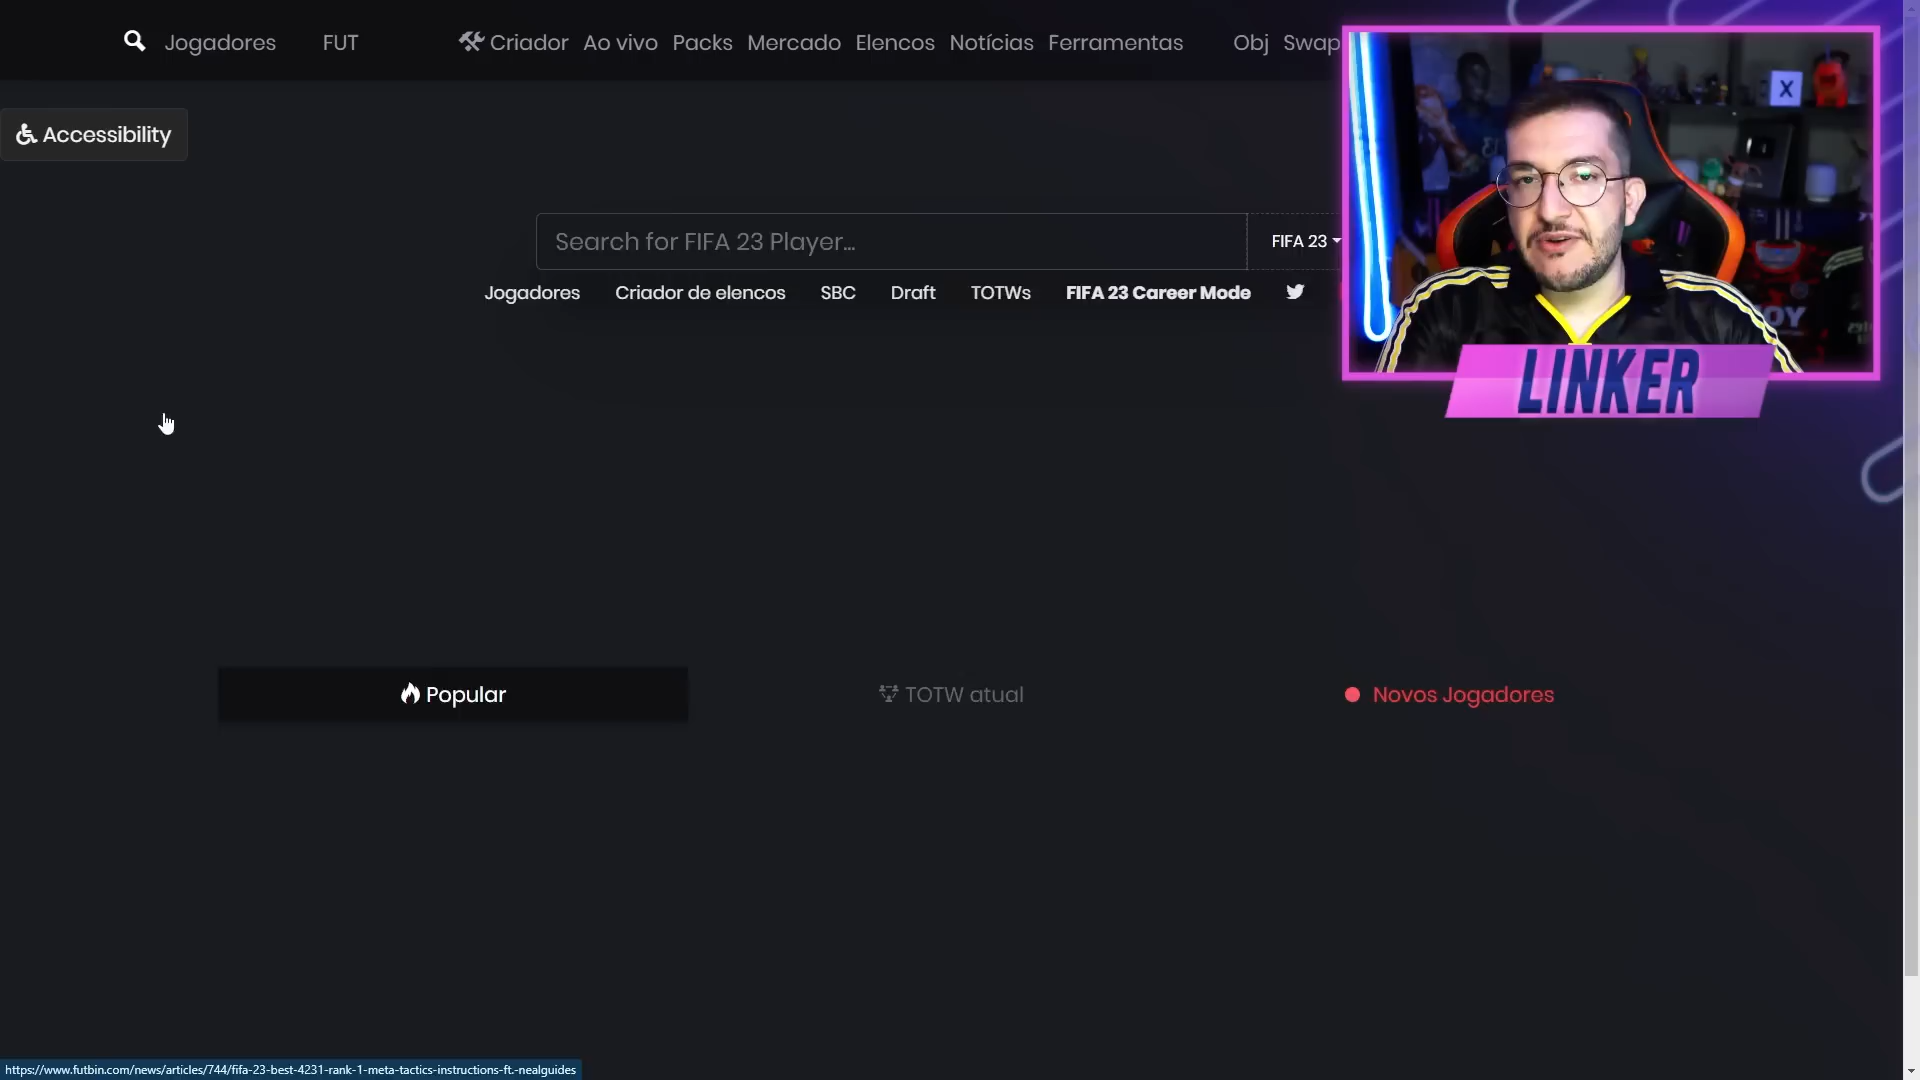 Jogadores FUT Criador Ao vivo Packs Mercado Elencos Notícias Ferramentas Obj Swap
X
Accessibility
Search for FIFA 23 Player...
FIFA 23
Jogadores Criador de elencos SBC Draft TOTWs FIFA 23 Career Mode
LINKER
Popular
TOTW atual
Novos Jogadores
https://www.futbin.com/news/articles/744/fifa-23-best-4231-rank-1-meta-tactics-instructions-ft.-nealguides